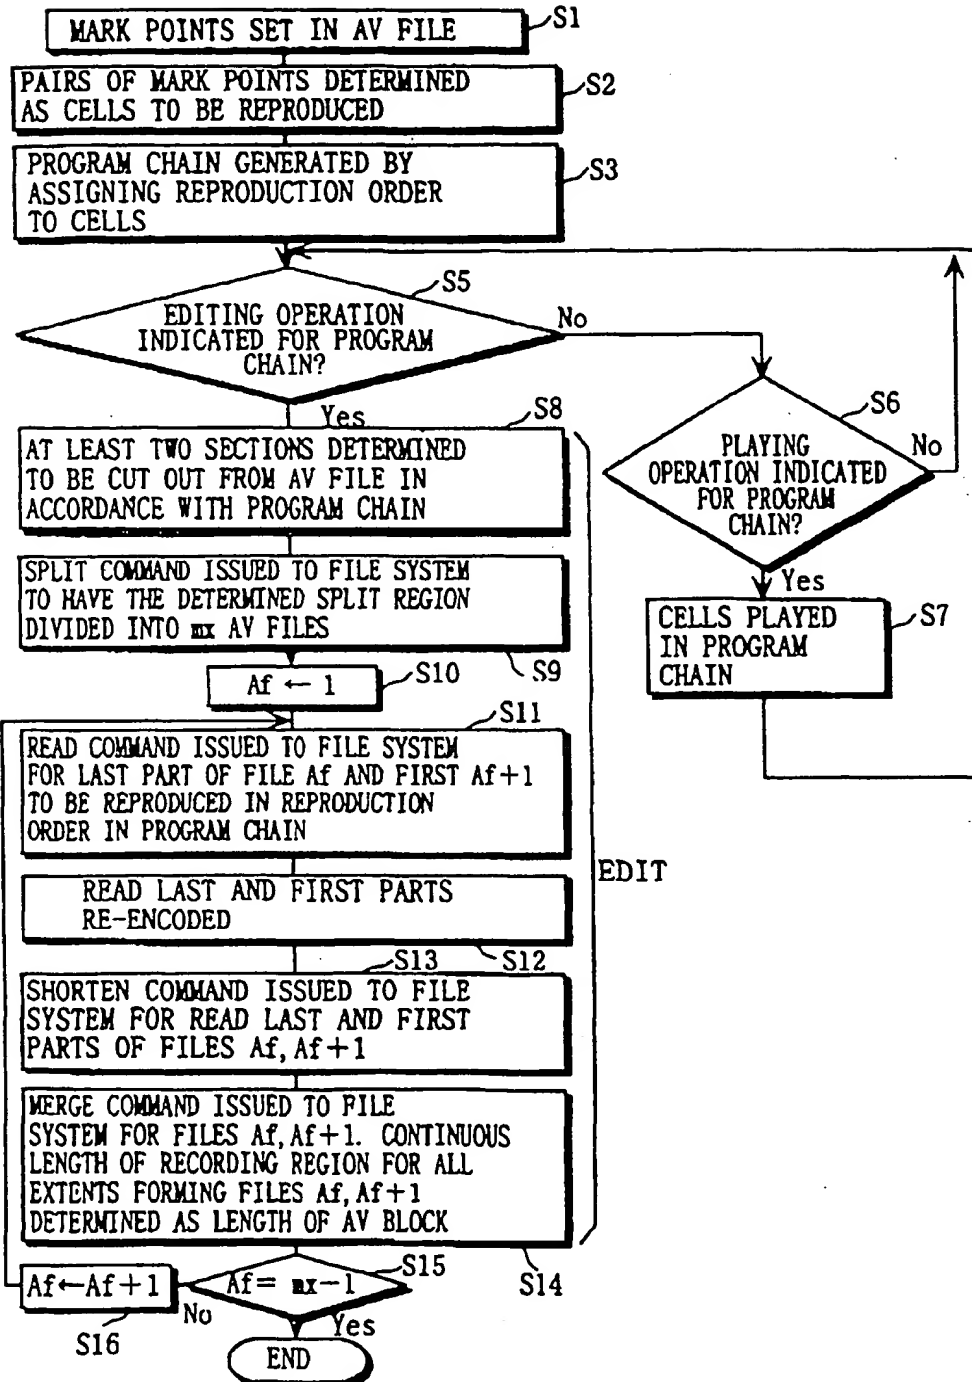 MARK POINTS SET IN AV FILE
S1
PAIRS OF MARK POINTS DETERMINED
AS CELLS TO BE REPRODUCED
S2
PROGRAM CHAIN GENERATED BY
ASSIGNING REPRODUCTION ORDER
TO CELLS
S3
S5
EDITING OPERATION
INDICATED FOR PROGRAM
CHAIN?
No
Yes
S6
PLAYING
OPERATION INDICATED
FOR PROGRAM
CHAIN?
No
Yes
S7
CELLS PLAYED
IN PROGRAM
CHAIN
S8
AT LEAST TWO SECTIONS DETERMINED
TO BE CUT OUT FROM AV FILE IN
ACCORDANCE WITH PROGRAM CHAIN
SPLIT COMMAND ISSUED TO FILE SYSTEM
TO HAVE THE DETERMINED SPLIT REGION
DIVIDED INTO mx AV FILES
S9
Af ← 1
S10
S11
READ COMMAND ISSUED TO FILE SYSTEM
FOR LAST PART OF FILE Af AND FIRST Af+1
TO BE REPRODUCED IN REPRODUCTION
ORDER IN PROGRAM CHAIN
EDIT
READ LAST AND FIRST PARTS
RE-ENCODED
S12
S13
SHORTEN COMMAND ISSUED TO FILE
SYSTEM FOR READ LAST AND FIRST
PARTS OF FILES Af, Af+1
MERGE COMMAND ISSUED TO FILE
SYSTEM FOR FILES Af, Af+1. CONTINUOUS
LENGTH OF RECORDING REGION FOR ALL
EXTENTS FORMING FILES Af, Af+1
DETERMINED AS LENGTH OF AV BLOCK
S14
S15
Af= mx-1
Af←Af+1
No
S16
Yes
END